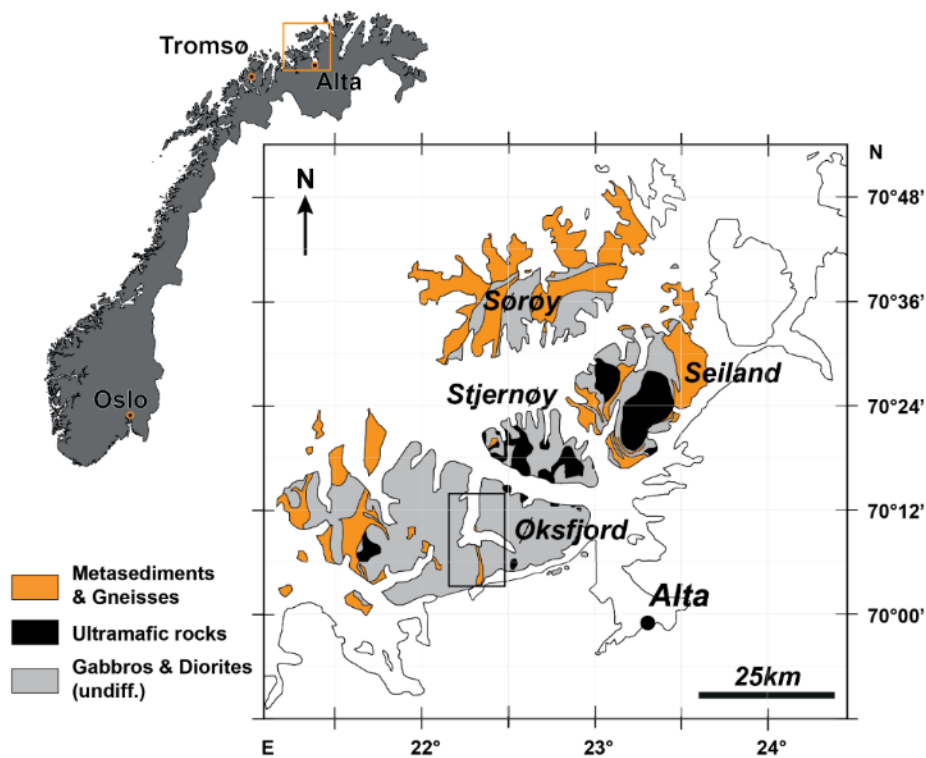 Tromsø
Alta
Oslo
N
N
70°48'
70°36'
70°24'
70°12'
70°00'
Sørøy
Seiland
Stjernøy
Øksfjord
Alta
25km
Metasediments
& Gneisses
Ultramafic rocks
Gabbros & Diorites
(undiff.)
E
22°
23°
24°